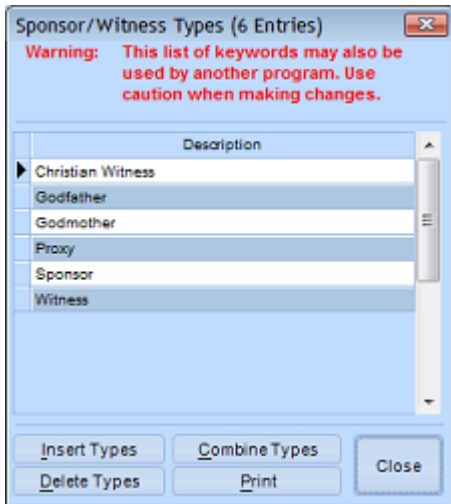 Sponsor/Witness Types (6 Entries)
Warning: This list of keywords may also be
used by another program. Use
caution when making changes.
Description
Christian Witness
Godfather
Godmother
Proxy
Sponsor
Witness
Insert Types Combine Types
Close
Delete Types Print